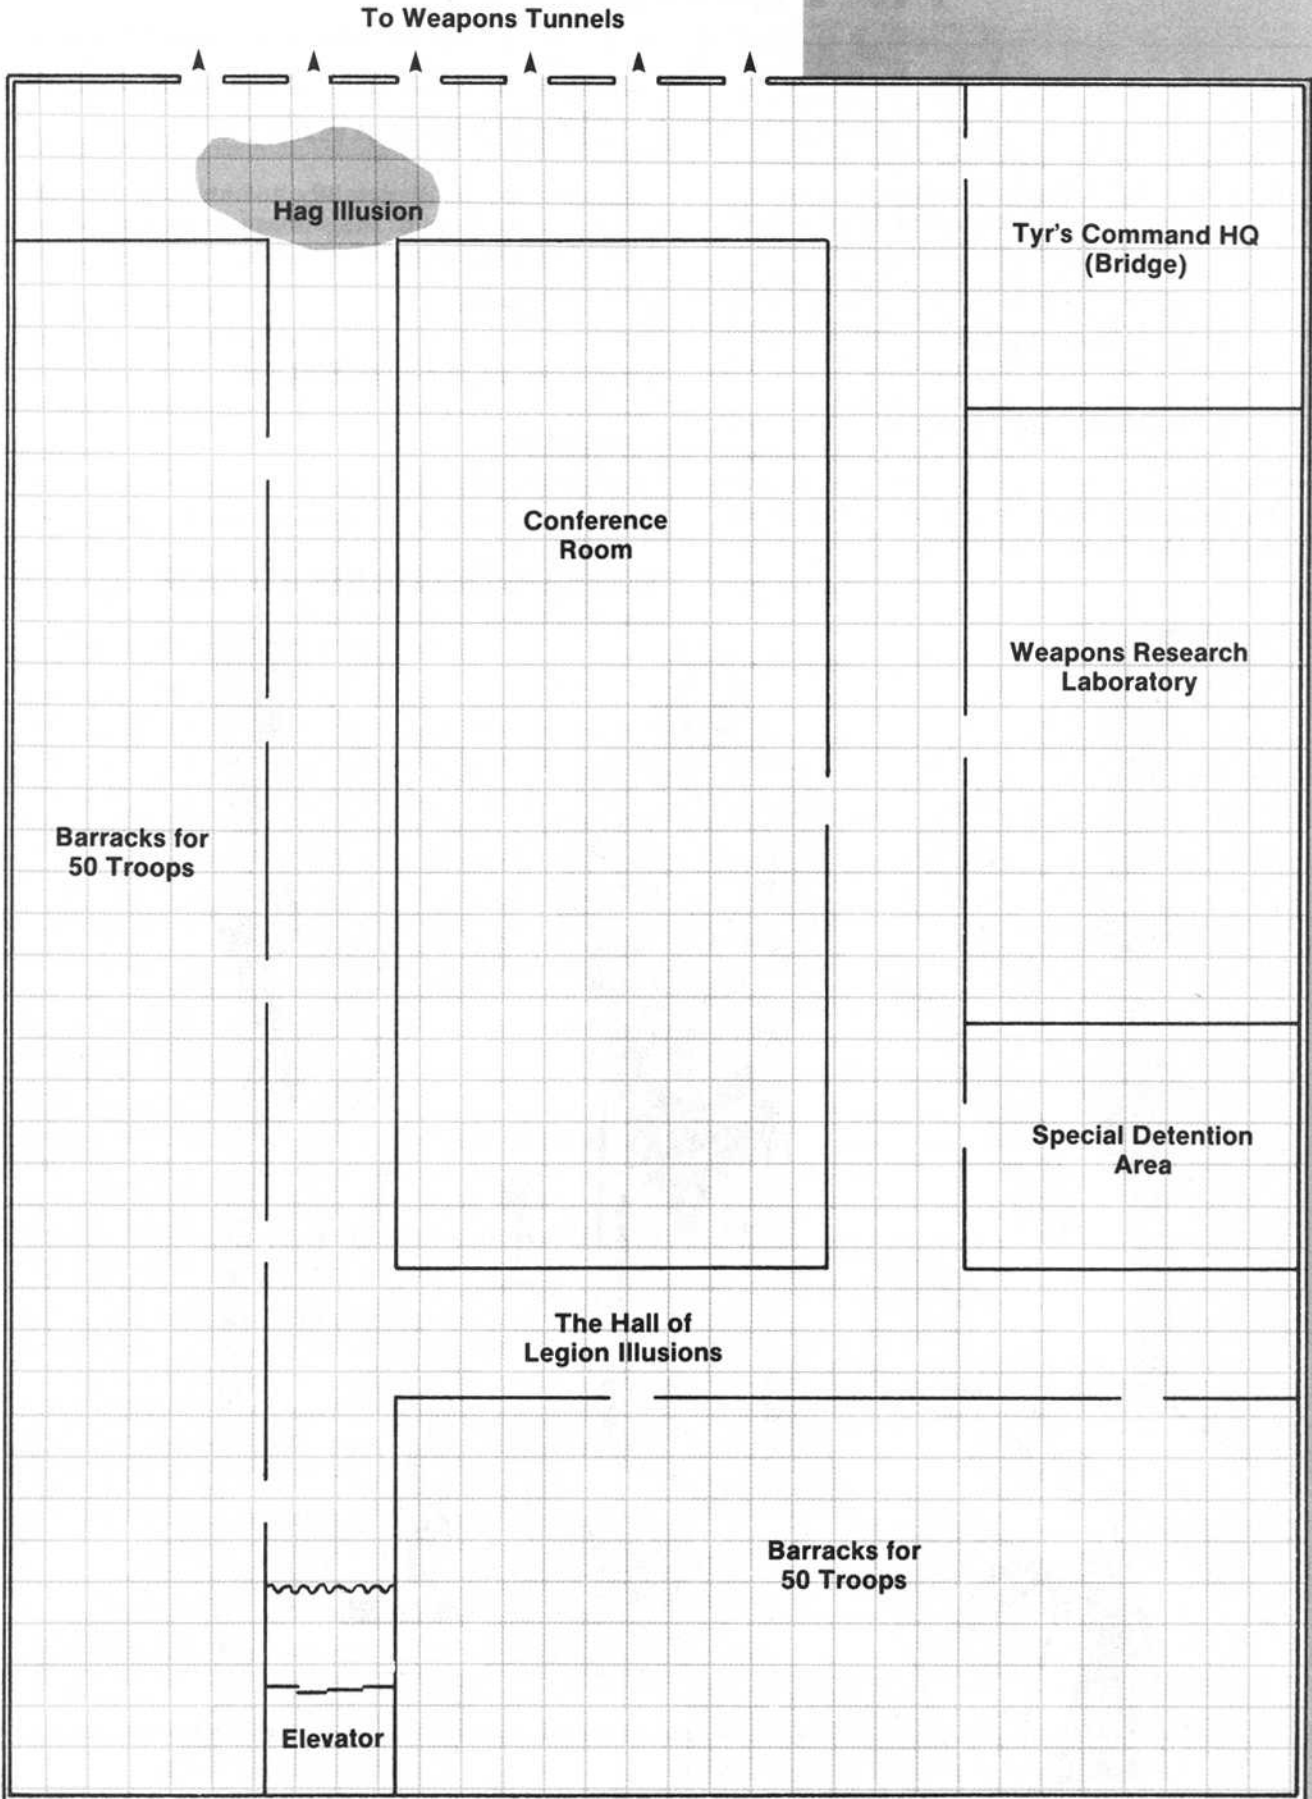 To Weapons Tunnels
Hag Illusion
Tyr's Command HQ
(Bridge)
Conference
Room
Weapons Research
Laboratory
Barracks for
50 Troops
Special Detention
Area
The Hall of
Legion Illusions
Barracks for
50 Troops
Elevator